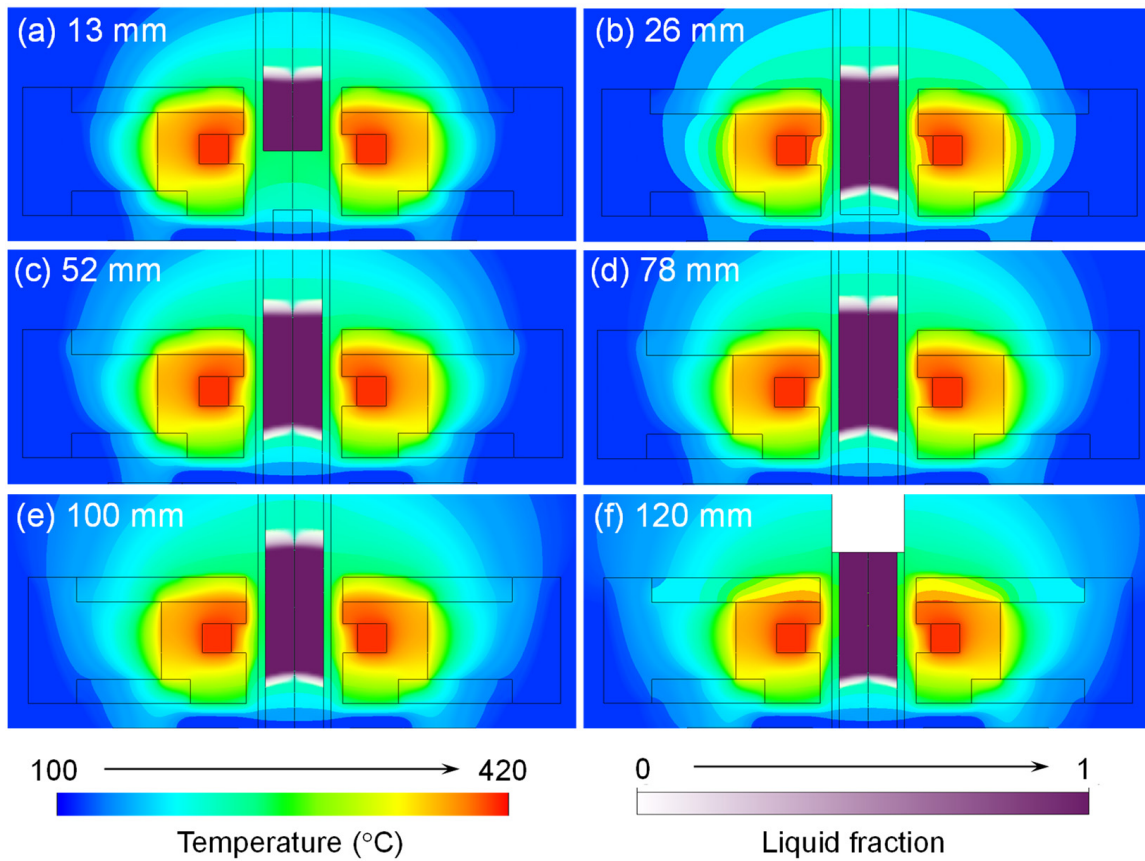 (a) 13 mm
(b) 26 mm
(c) 52 mm
(d) 78 mm
(e) 100 mm
(f) 120 mm
100 420
Temperature (°C)
0 1
Liquid fraction